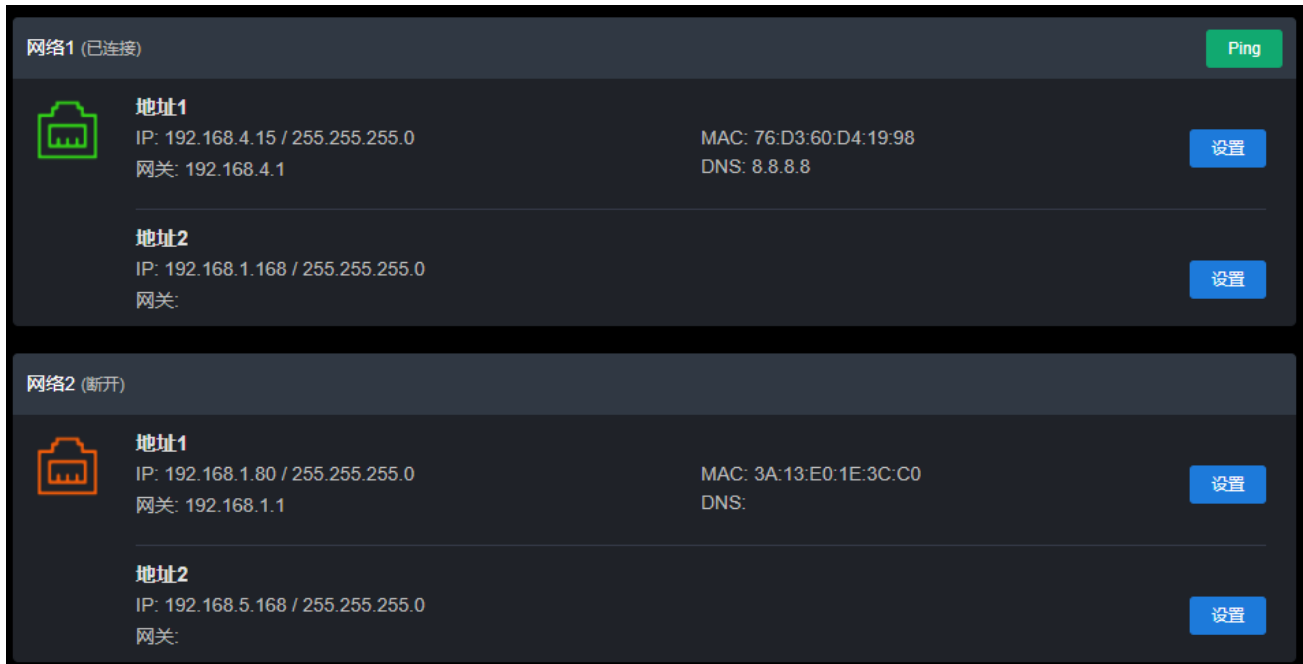 网络1 (已连接)
Ping
地址1
IP: 192.168.4.15 / 255.255.255.0
MAC: 76:D3:60:D4:19:98
网关: 192.168.4.1
DNS: 8.8.8.8
设置
地址2
IP: 192.168.1.168 / 255.255.255.0
网关:
设置
网络2 (断开)
地址1
IP: 192.168.1.80 / 255.255.255.0
MAC: 3A:13:E0:1E:3C:C0
网关: 192.168.1.1
DNS:
设置
地址2
IP: 192.168.5.168 / 255.255.255.0
网关:
设置